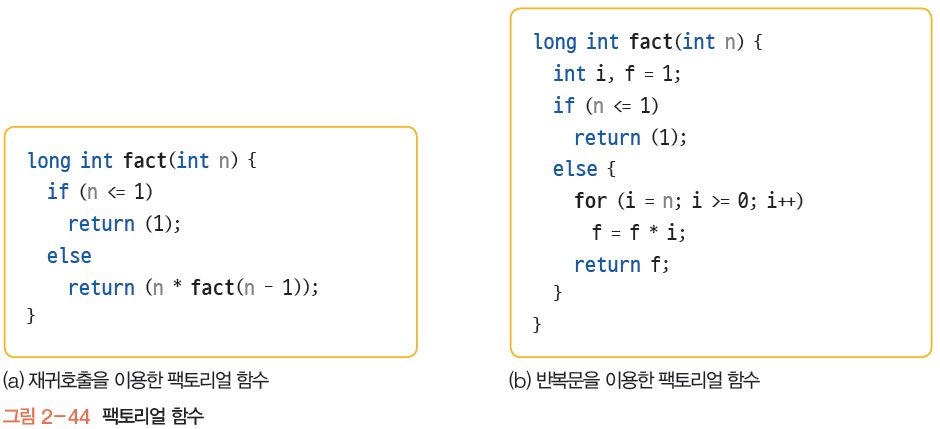 long int fact(int n) {
if (n <= 1)
return (1);
else
return (n * fact(n - 1));
}
(a) 재귀호출을 이용한 팩토리얼 함수
long int fact(int n) {
int i, f = 1;
if (n <= 1)
return (1);
else {
for (i = n; i >= 0; i++)
f = f * i;
return f;
}
}
(b) 반복문을 이용한 팩토리얼 함수
그림 2-44 팩토리얼 함수